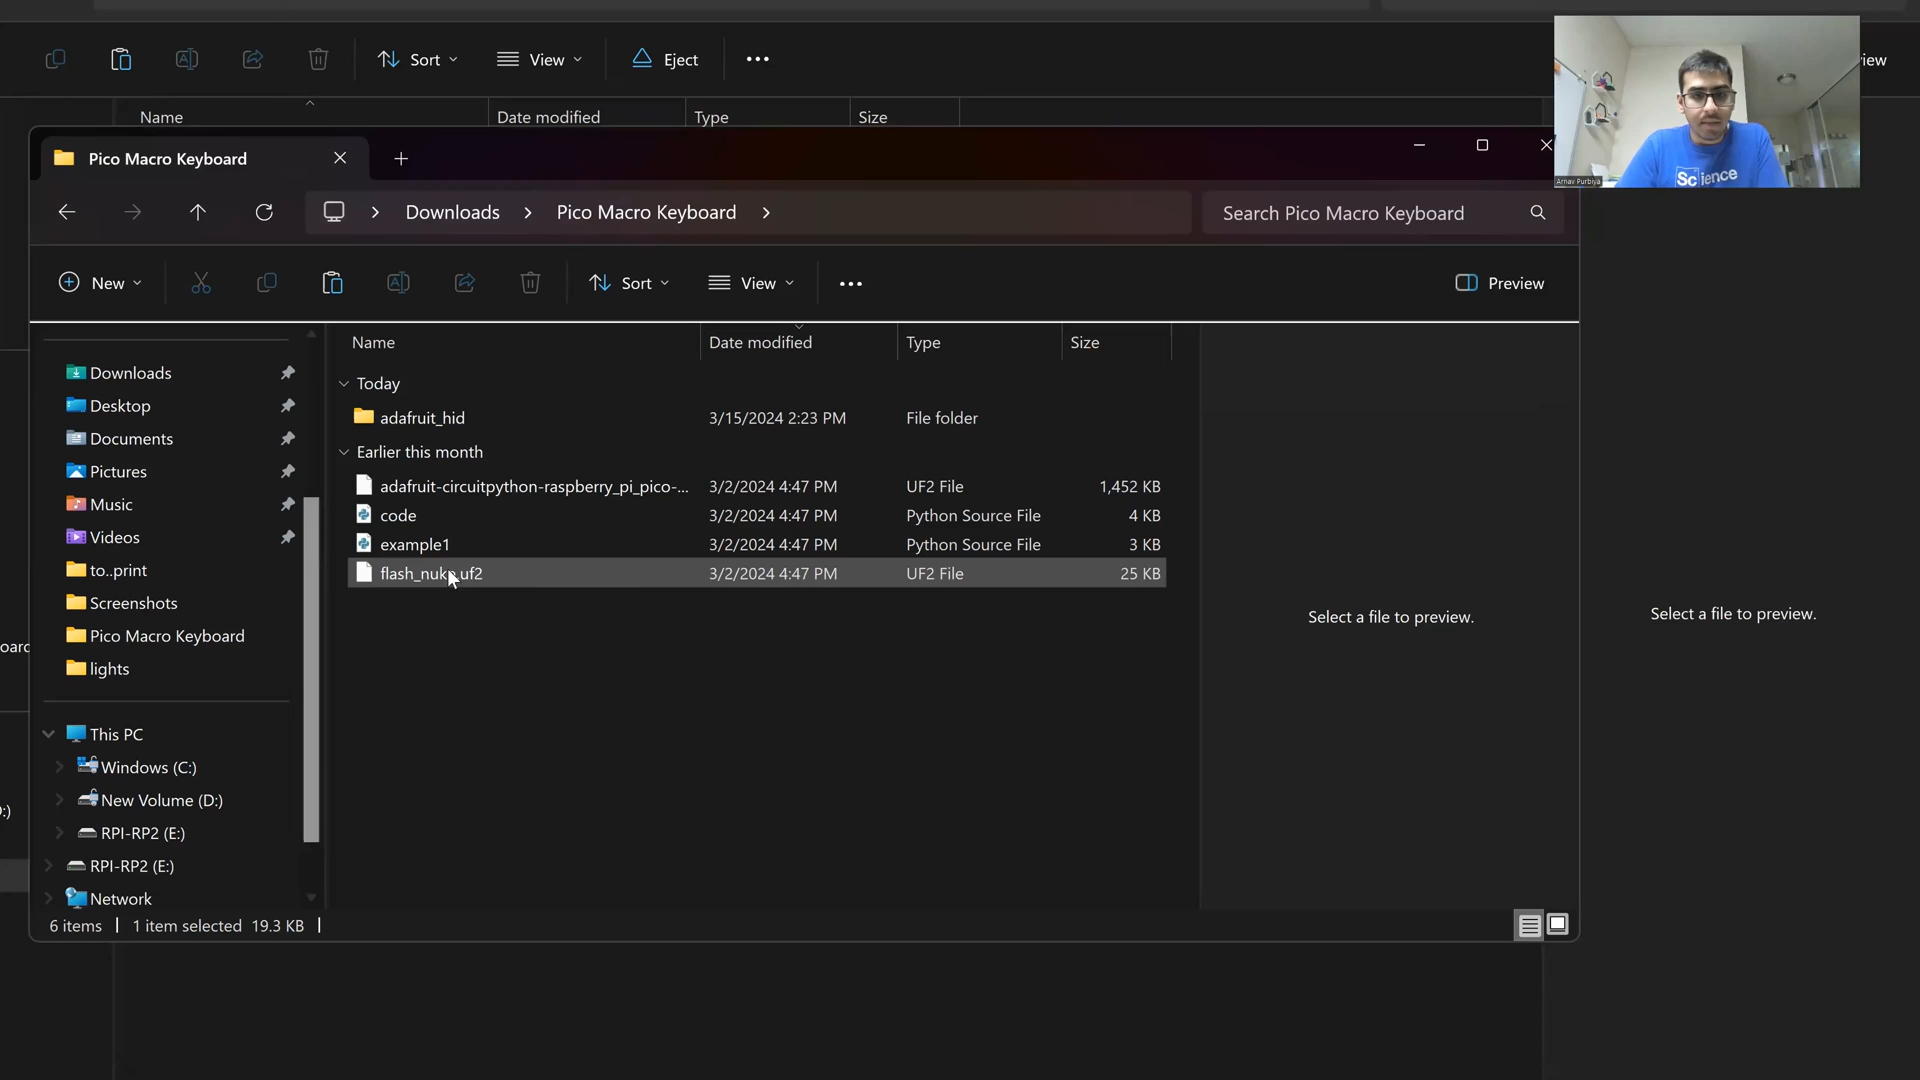 Sort
View
Eject
iew
Name
Date modified
Type
Size
Science
Arnav Purbiya
Pico Macro Keyboard
Downloads
Pico Macro Keyboard
Search Pico Macro Keyboard
New
Sort
View
Preview
Name
Date modified
Type
Size
Downloads
Desktop
Documents
Pictures
Music
Videos
to..print
Screenshots
Pico Macro Keyboard
lights
This PC
Windows (C:)
New Volume (D:)
RPI-RP2 (E:)
RPI-RP2 (E:)
Network
Today
adafruit_hid 3/15/2024 2:23 PM File folder
Earlier this month
adafruit-circuitpython-raspberry_pi_pico-... 3/2/2024 4:47 PM UF2 File 1,452 KB
code 3/2/2024 4:47 PM Python Source File 4 KB
example1 3/2/2024 4:47 PM Python Source File 3 KB
flash_nuke.uf2 3/2/2024 4:47 PM UF2 File 25 KB
Select a file to preview.
Select a file to preview.
oard
:)
6 items 1 item selected 19.3 KB